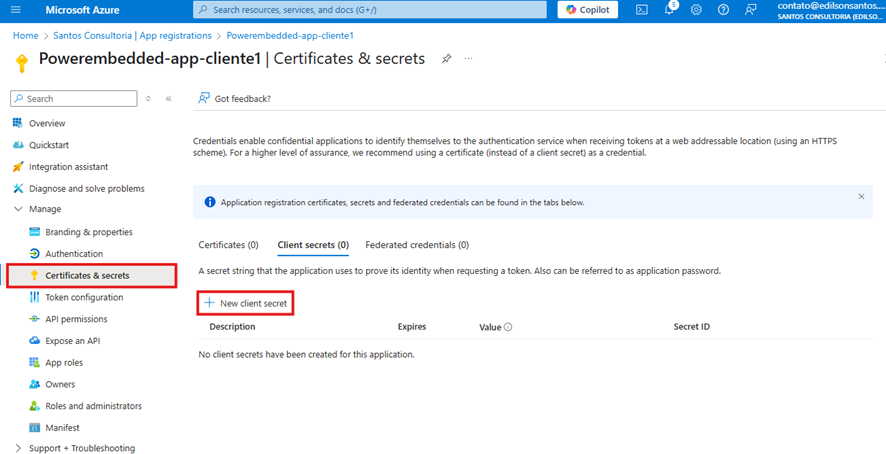 Microsoft Azure
Search resources, services, and docs (G+/)
Copilot
5
contato@edilsonsantos....
SANTOS CONSULTORIA (EDILSO...
Home > Santos Consultoria | App registrations > Powerembedded-app-cliente1
Powerembedded-app-cliente1 | Certificates & secrets
Search
Got feedback?
Overview
Quickstart
Integration assistant
Diagnose and solve problems
Manage
Branding & properties
Authentication
Certificates & secrets
Token configuration
API permissions
Expose an API
App roles
Owners
Roles and administrators
Manifest
Support + Troubleshooting
Credentials enable confidential applications to identify themselves to the authentication service when receiving tokens at a web addressable location (using an HTTPS
scheme). For a higher level of assurance, we recommend using a certificate (instead of a client secret) as a credential.
Application registration certificates, secrets and federated credentials can be found in the tabs below.
Certificates (0) Client secrets (0) Federated credentials (0)
A secret string that the application uses to prove its identity when requesting a token. Also can be referred to as application password.
New client secret
Description Expires Value Secret ID
No client secrets have been created for this application.